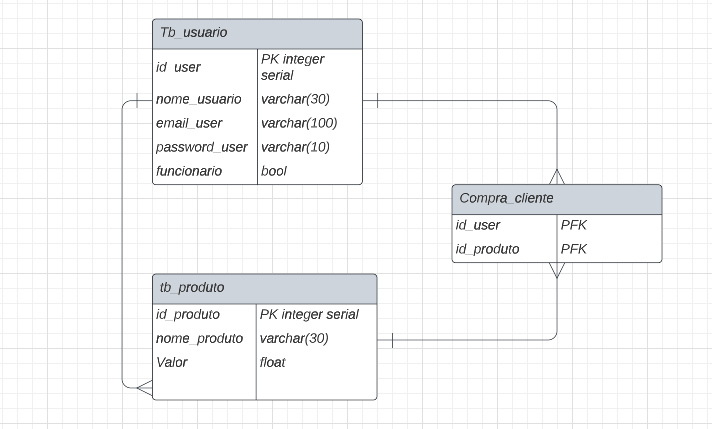 Tb_usuario
id_user PK integer
serial
nome_usuario varchar(30)
email_user varchar(100)
password_user varchar(10)
funcionario bool
Compra_cliente
id_user PFK
id_produto PFK
tb_produto
id_produto PK integer serial
nome_produto varchar(30)
Valor float